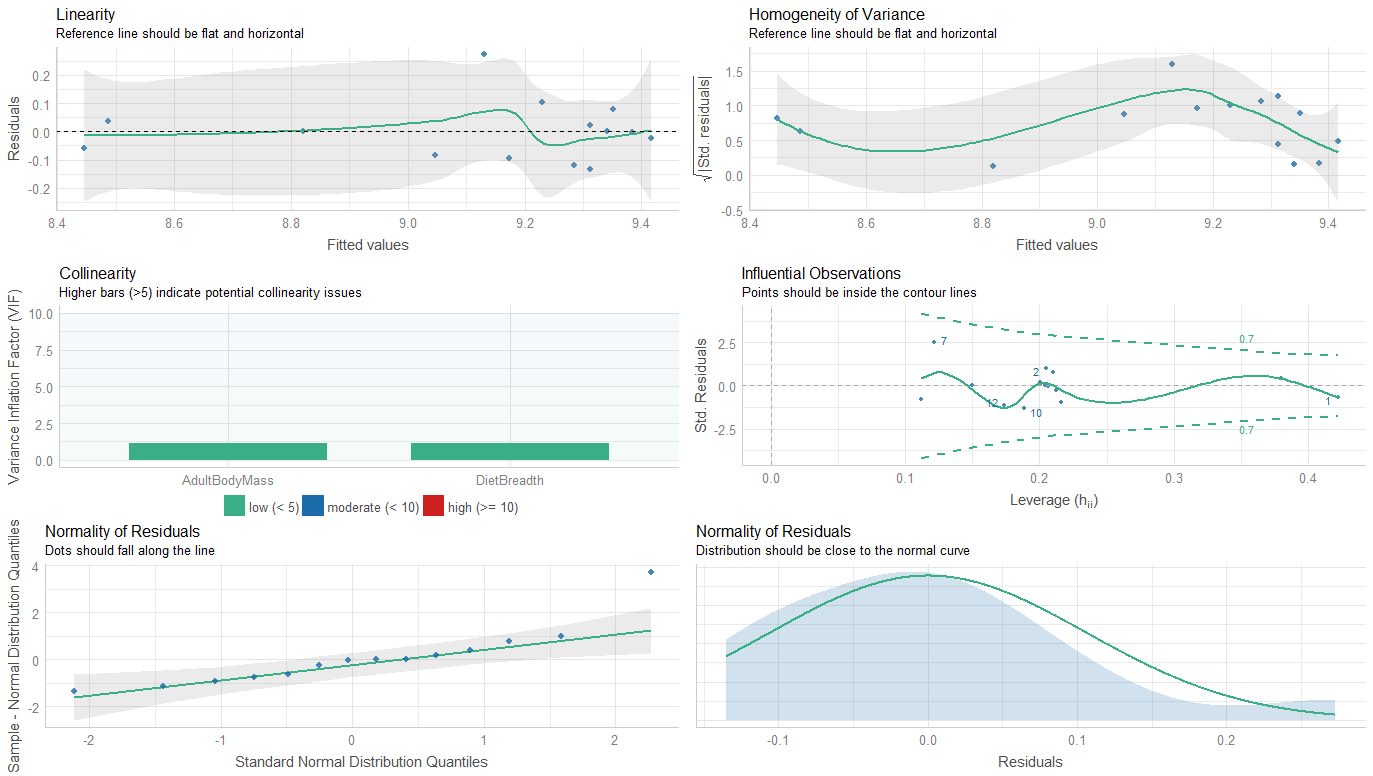 Linearity
Reference line should be flat and horizontal
Residuals
0.2
0.1
0.0
-0.1
-0.2
8.4
8.6
8.8
9.0
9.2
9.4
Fitted values
Homogeneity of Variance
Reference line should be flat and horizontal
√|Std. residuals|
1.5
1.0
0.5
0.0
-0.5
8.4
8.6
8.8
9.0
9.2
9.4
Fitted values
Collinearity
Higher bars (>5) indicate potential collinearity issues
Variance Inflation Factor (VIF)
10.0
7.5
5.0
2.5
0.0
AdultBodyMass
DietBreadth
low (< 5)
moderate (< 10)
high (>= 10)
Influential Observations
Points should be inside the contour lines
Std. Residuals
2.5
0.0
-2.5
0.7
7
2
12
10
1
0.7
0.0
0.1
0.2
0.3
0.4
Leverage (hii)
Normality of Residuals
Dots should fall along the line
Sample - Normal Distribution Quantiles
4
2
0
-2
-2
-1
0
1
2
Standard Normal Distribution Quantiles
Normality of Residuals
Distribution should be close to the normal curve
-0.1
0.0
0.1
0.2
Residuals